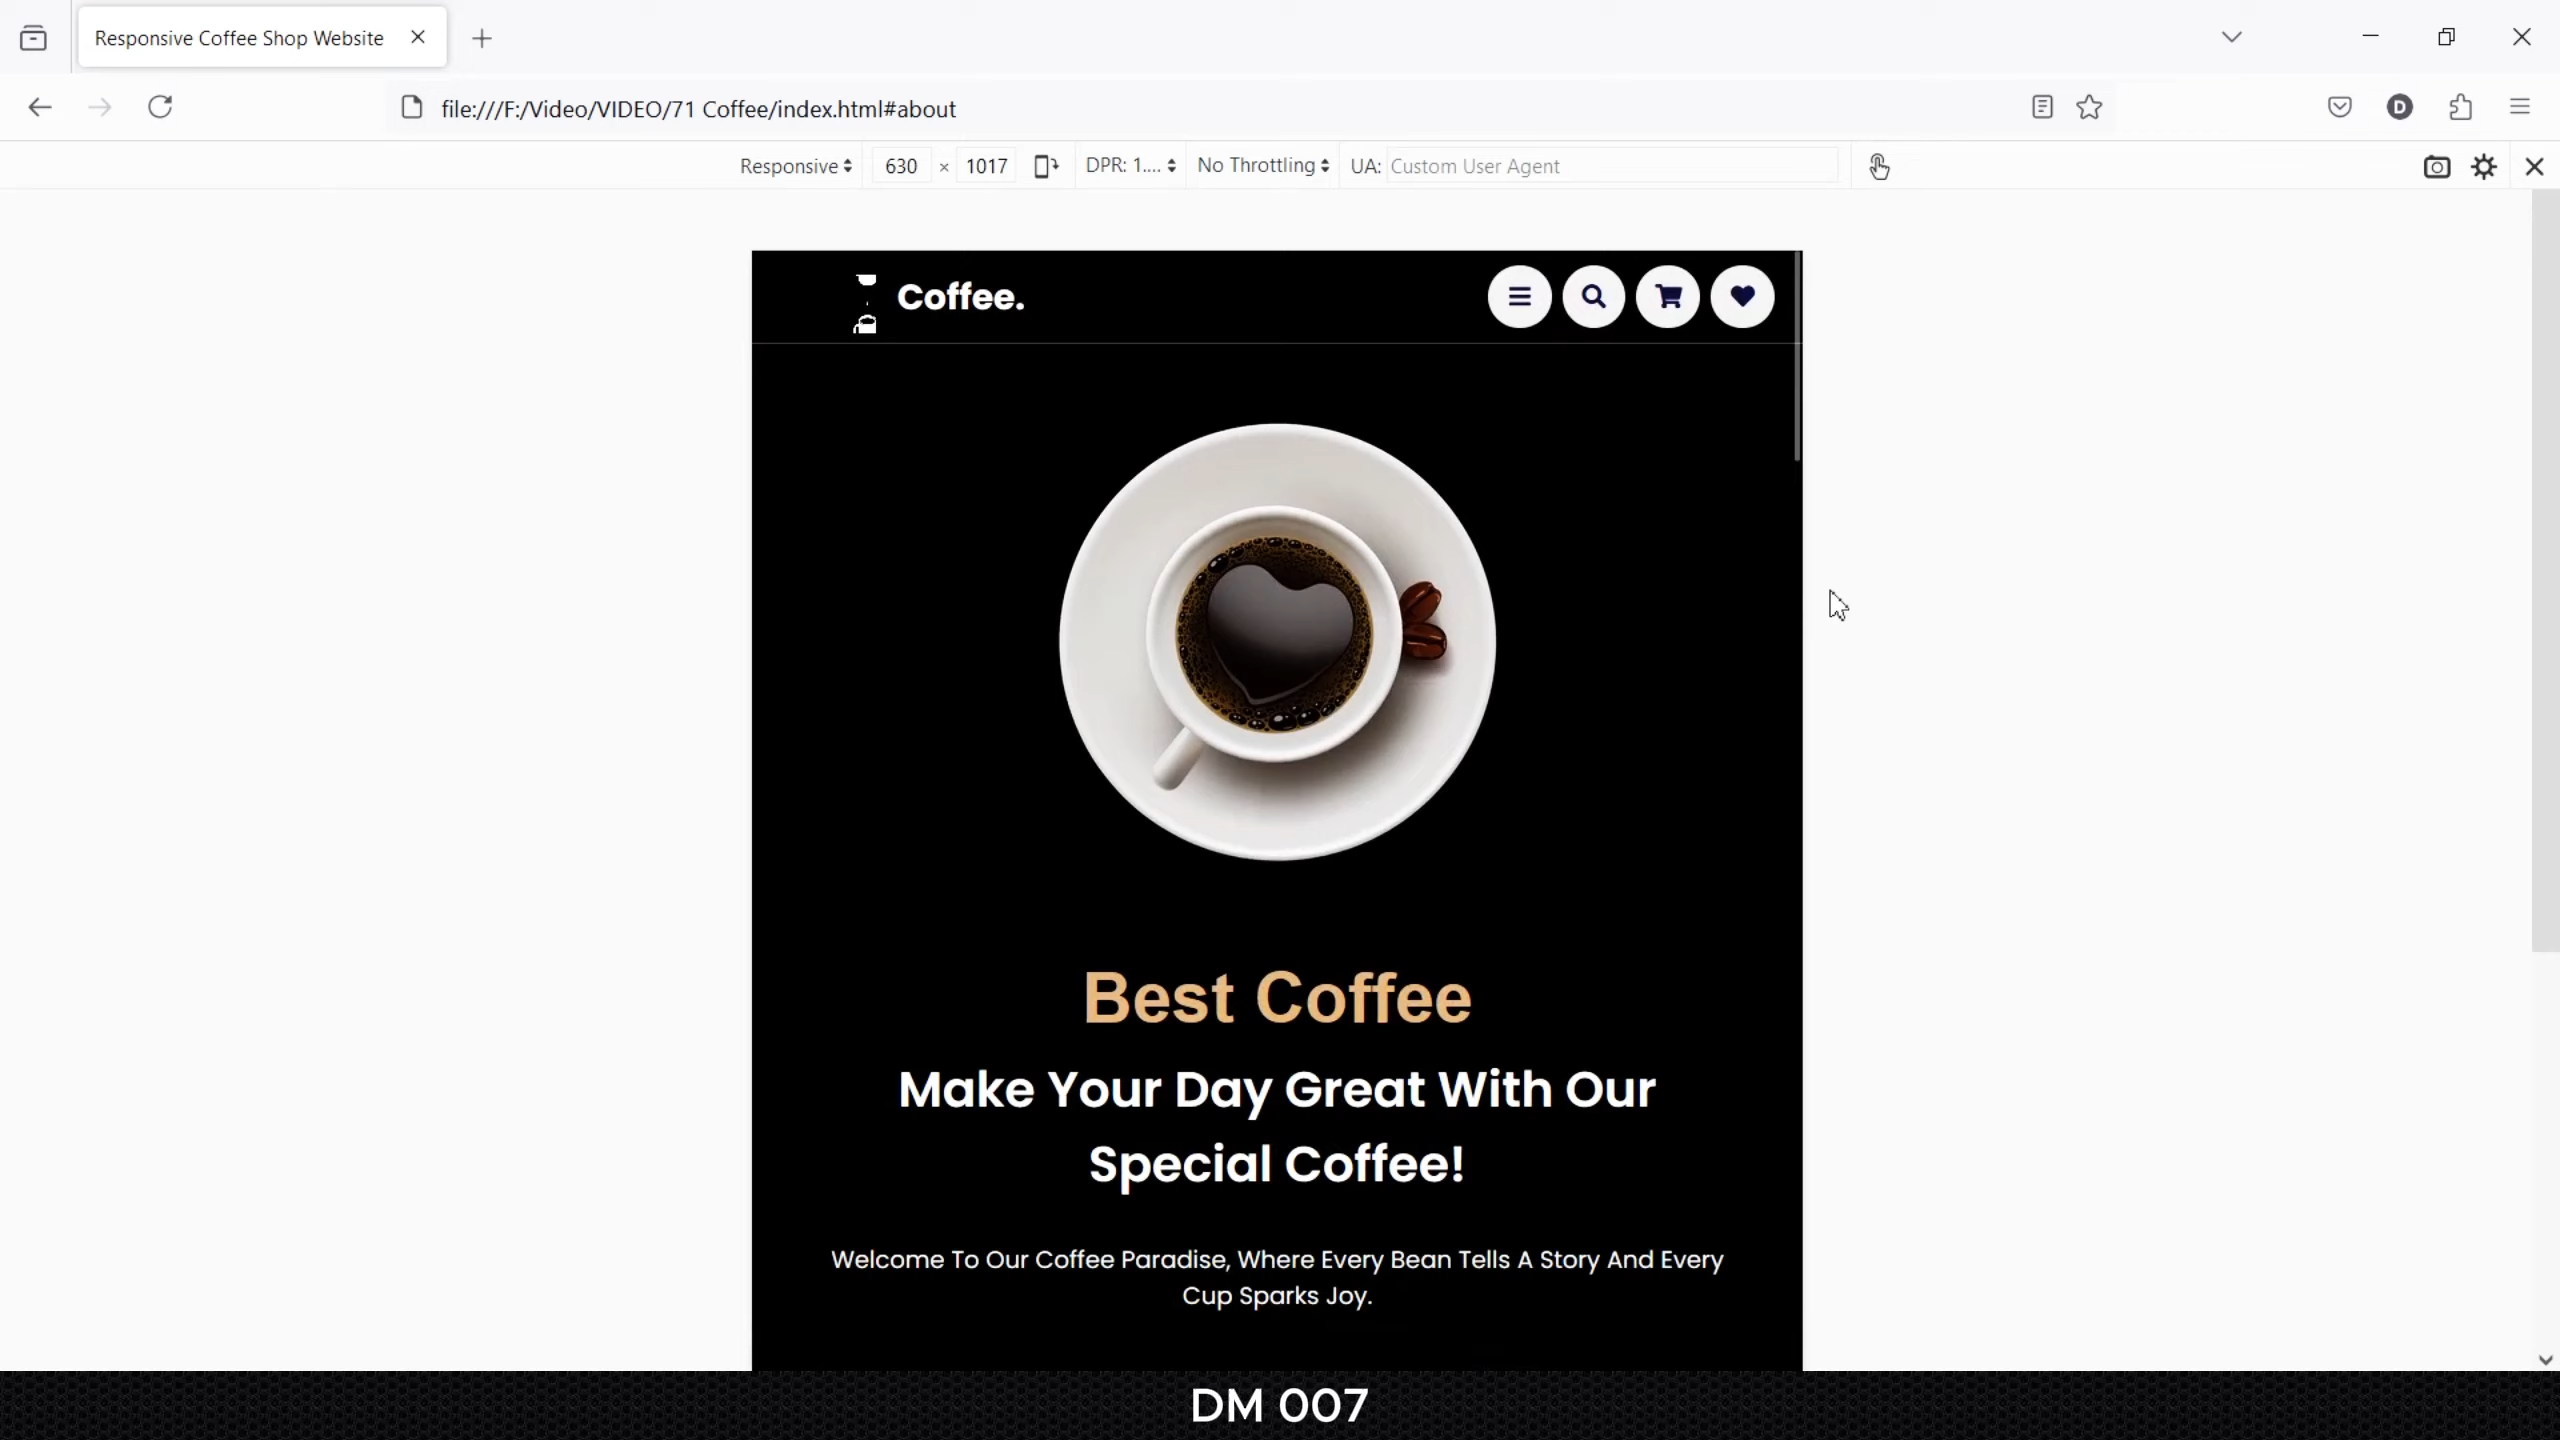 Responsive Coffee Shop Website
file:///F:/Video/VIDEO/71 Coffee/index.html#about
D
Responsive 630 × 1017 DPR: 1.... No Throttling UA: Custom User Agent
Coffee.
Best Coffee
Make Your Day Great With Our
Special Coffee!
Welcome To Our Coffee Paradise, Where Every Bean Tells A Story And Every
Cup Sparks Joy.
DM 007